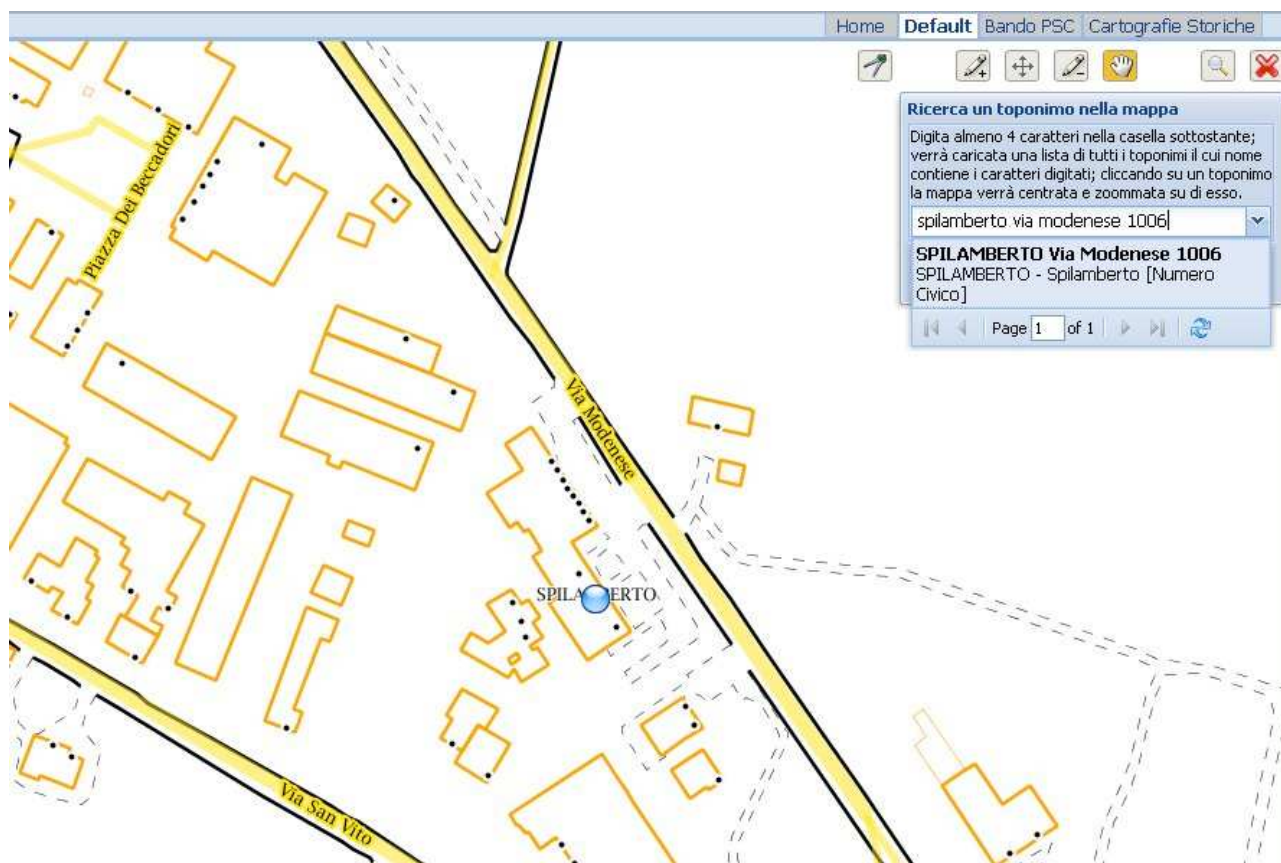 Home Default Bando PSC Cartografie Storiche
Ricerca un toponimo nella mappa
Digita almeno 4 caratteri nella casella sottostante;
verrà caricata una lista di tutti i toponimi il cui nome
contiene i caratteri digitati; cliccando su un toponimo
la mappa verrà centrata e zoommata su di esso.
spilamberto via modenese 1006
SPILAMBERTO Via Modenese 1006
SPILAMBERTO - Spilamberto [Numero
Civico]
Page 1 of 1
Piazza Dei Beccadori
Via Modenese
SPILAMBERTO
Via San Vito